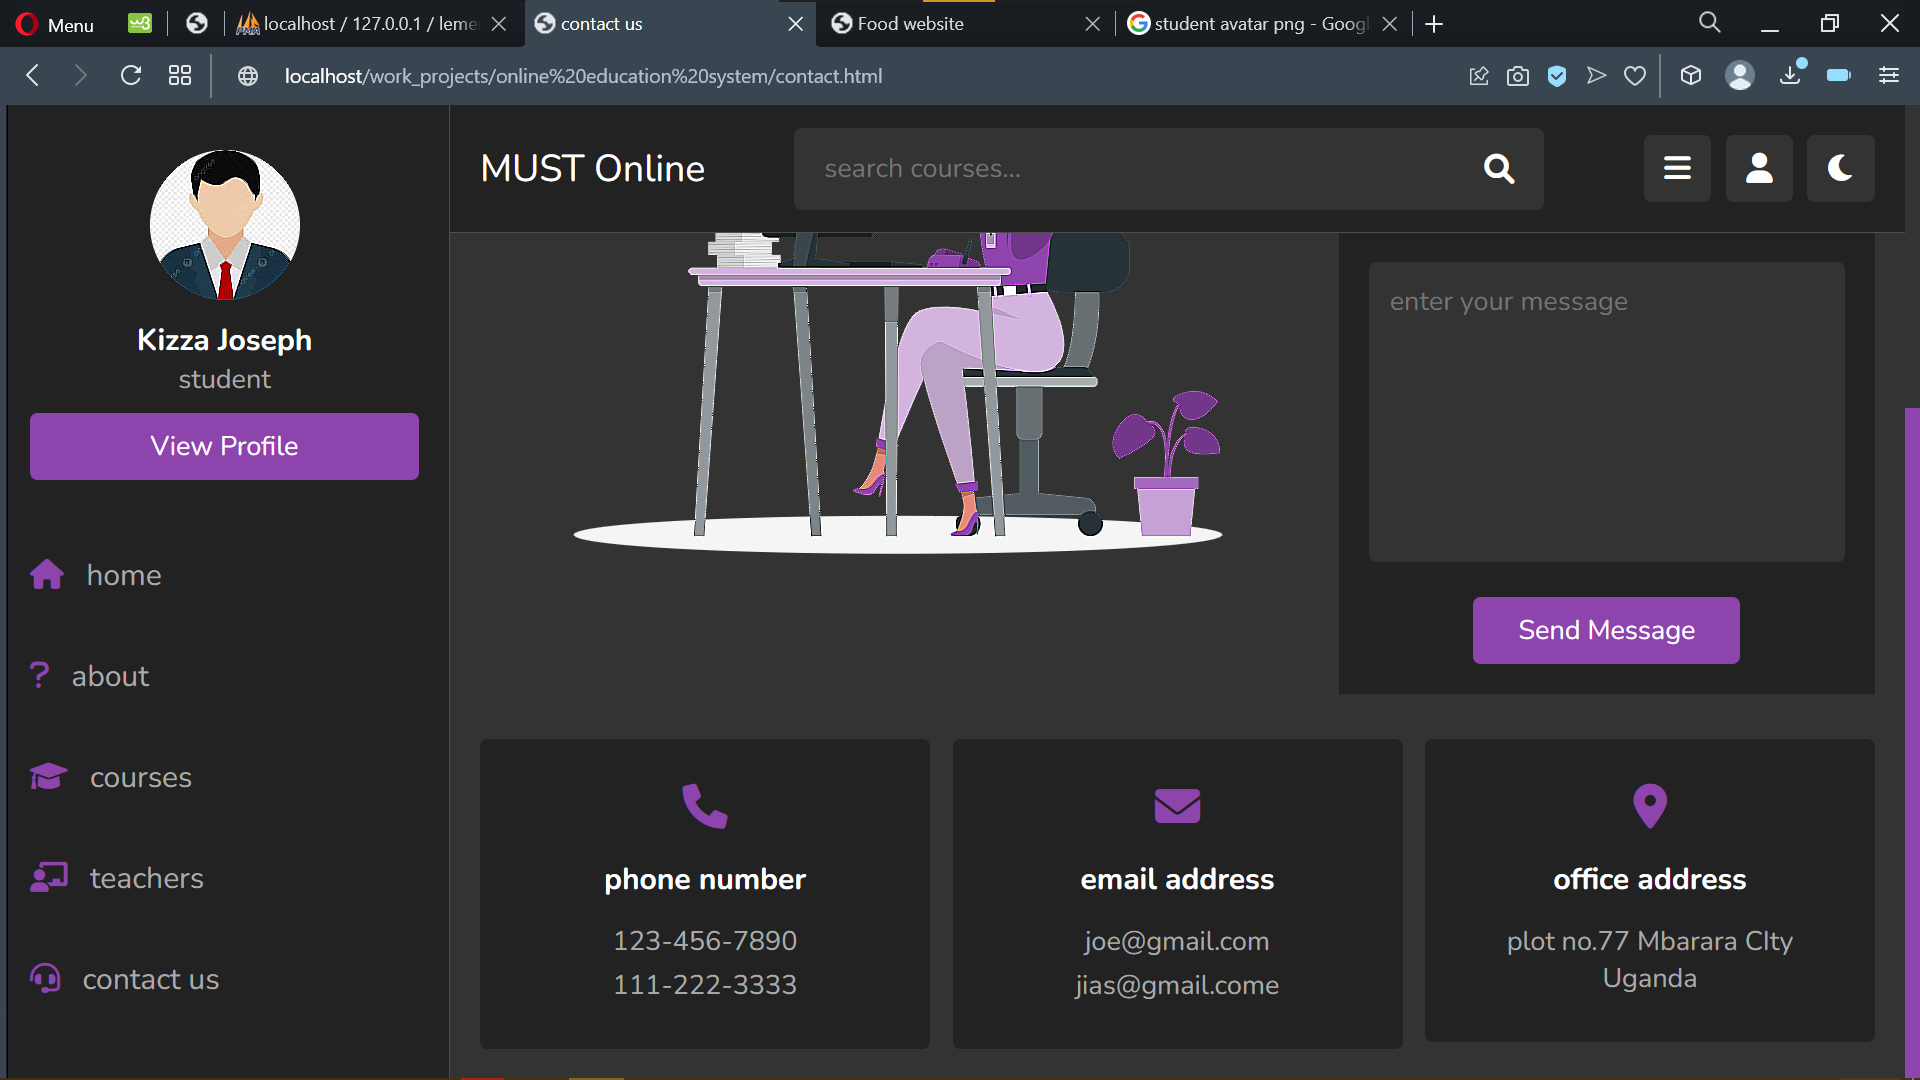 Menu
localhost / 127.0.0.1 / leme
contact us
Food website
student avatar png - Googl
localhost/work_projects/online%20education%20system/contact.html
MUST Online
search courses...
Kizza Joseph
student
View Profile
home
about
courses
teachers
contact us
enter your message
Send Message
phone number
123-456-7890
111-222-3333
email address
joe@gmail.com
jias@gmail.come
office address
plot no.77 Mbarara CIty
Uganda